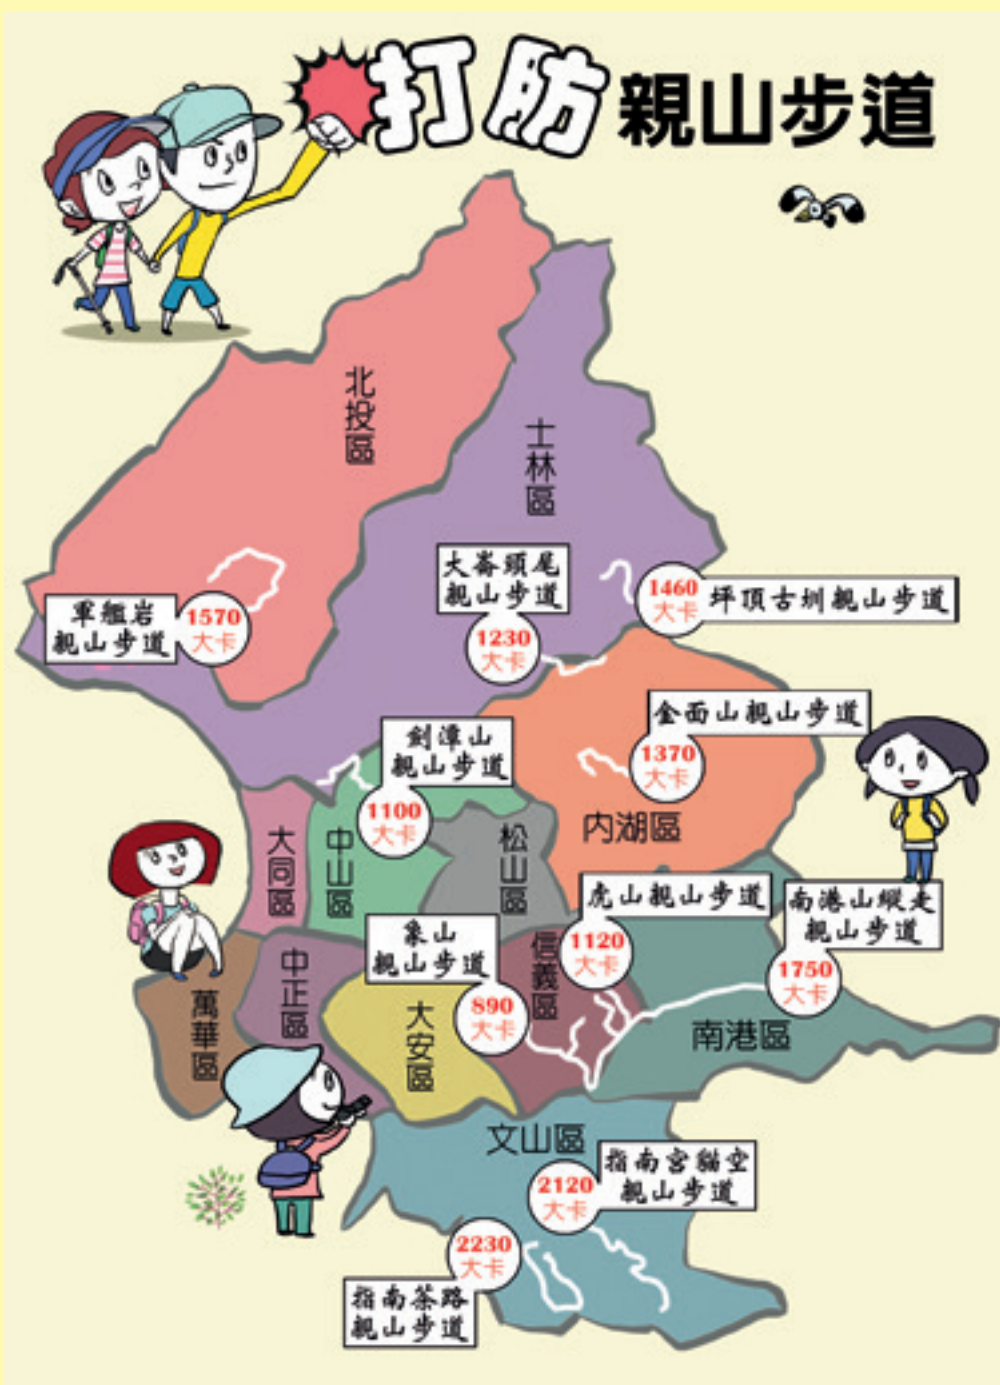 打防親山步道
北投區
士林區
大崙頭尾
親山步道
1230
大卡
1460
大卡
坪頂古圳親山步道
軍艦岩
親山步道
1570
大卡
金面山親山步道
1370
大卡
劍潭山
親山步道
1100
大卡
內湖區
大同區
中山區
松山區
虎山親山步道
1120
大卡
南港山縱走
親山步道
1750
大卡
象山
親山步道
890
大卡
信義區
中正區
萬華區
大安區
南港區
文山區
指南宮貓空
親山步道
2120
大卡
2230
大卡
指南茶路
親山步道